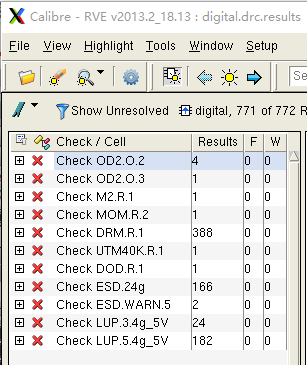 Calibre - RVE v2013.2_18.13 : digital.drc.results
File View Highlight Tools Window Setup
Se
Show Unresolved digital, 771 of 772 R
Check / Cell Results F W
Check OD2.O.2 4 0 0
Check OD2.O.3 1 0 0
Check M2.R.1 1 0 0
Check MOM.R.2 1 0 0
Check DRM.R.1 388 0 0
Check UTM40K.R.1 1 0 0
Check DOD.R.1 1 0 0
Check ESD.24g 166 0 0
Check ESD.WARN.5 2 0 0
Check LUP.3.4g_5V 24 0 0
Check LUP.5.4g_5V 182 0 0